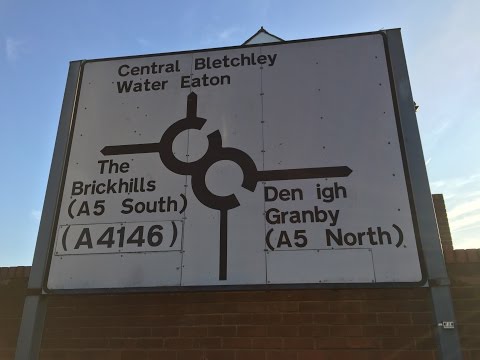 Central Bletchley
Water Eaton
The
Brickhills
(A5 South)
(A4146)
Den igh
Granby
(A5 North)